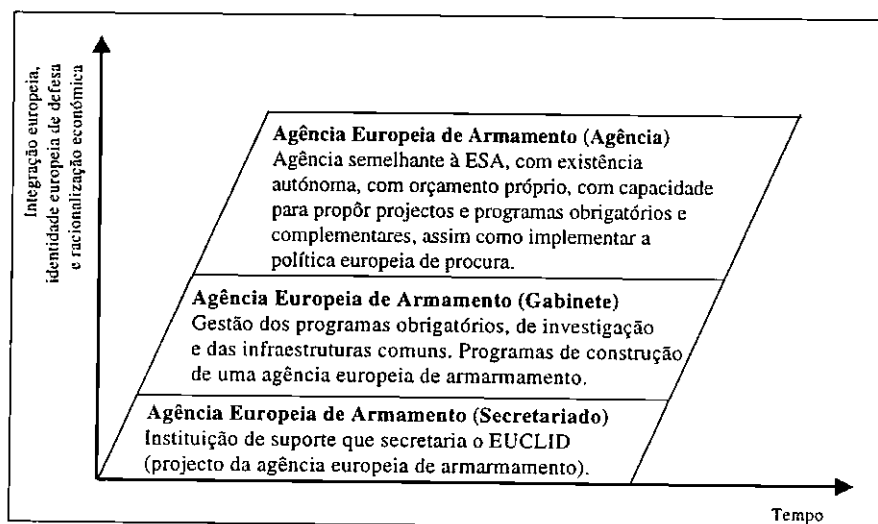 Integração europeia,
identidade europeia de defesa
e racionalização económica
Agência Europeia de Armamento (Agência)
Agência semelhante à ESA, com existência
autónoma, com orçamento próprio, com capacidade
para propôr projectos e programas obrigatórios e
complementares, assim como implementar a
política europeia de procura.
Agência Europeia de Armamento (Gabinete)
Gestão dos programas obrigatórios, de investigação
e das infraestruturas comuns. Programas de construção
de uma agência europeia de armarmamento.
Agência Europeia de Armamento (Secretariado)
Instituição de suporte que secretaria o EUCLID
(projecto da agência europeia de armarmamento).
Tempo